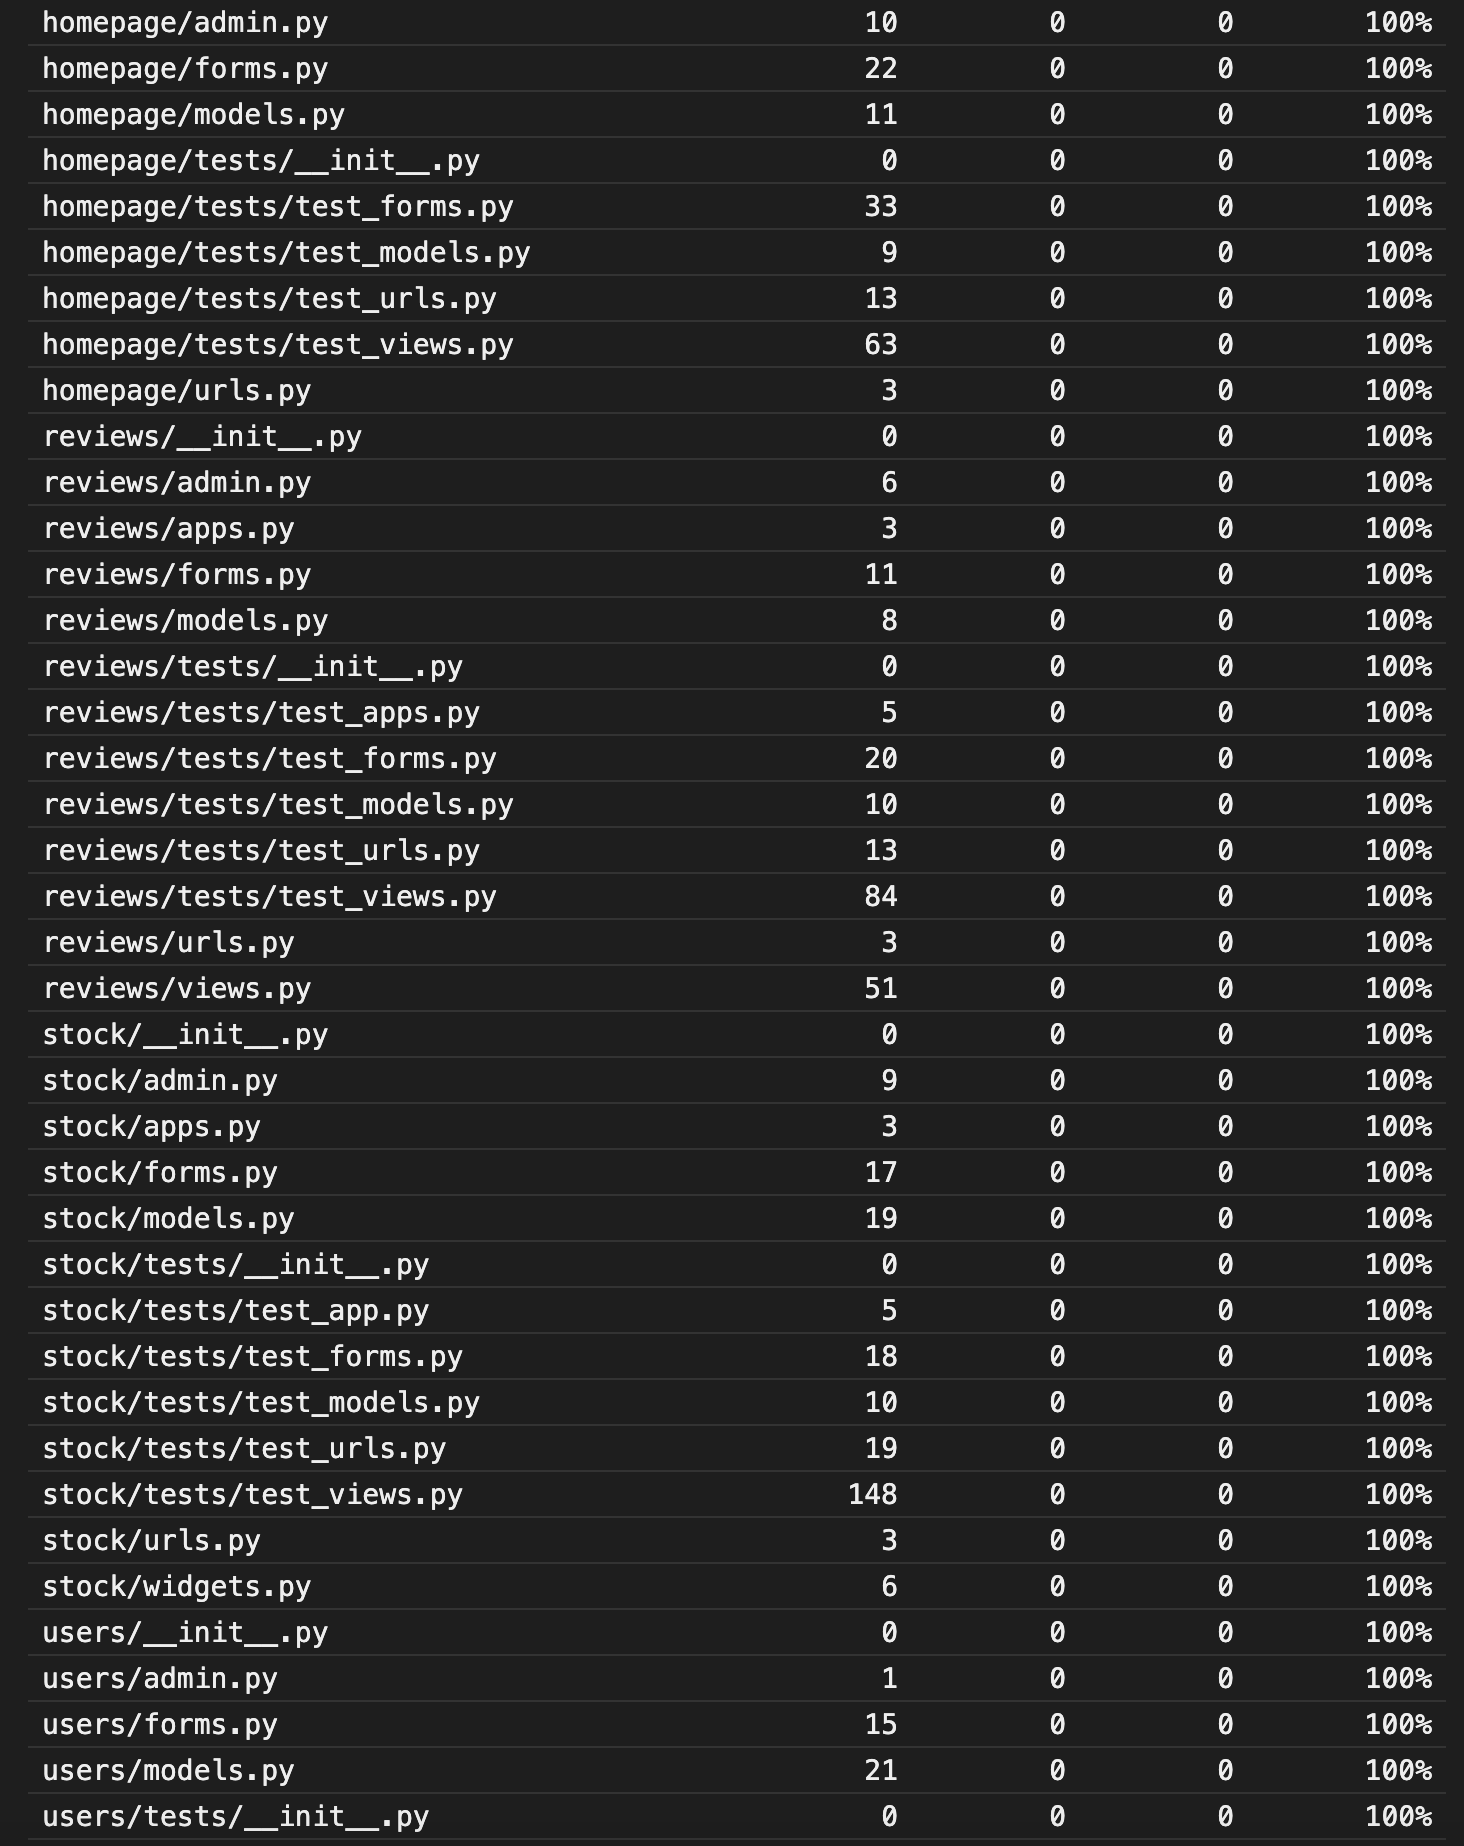 homepage/admin.py 10 0 0 100%
homepage/forms.py 22 0 0 100%
homepage/models.py 11 0 0 100%
homepage/tests/__init__.py 0 0 0 100%
homepage/tests/test_forms.py 33 0 0 100%
homepage/tests/test_models.py 9 0 0 100%
homepage/tests/test_urls.py 13 0 0 100%
homepage/tests/test_views.py 63 0 0 100%
homepage/urls.py 3 0 0 100%
reviews/__init__.py 0 0 0 100%
reviews/admin.py 6 0 0 100%
reviews/apps.py 3 0 0 100%
reviews/forms.py 11 0 0 100%
reviews/models.py 8 0 0 100%
reviews/tests/__init__.py 0 0 0 100%
reviews/tests/test_apps.py 5 0 0 100%
reviews/tests/test_forms.py 20 0 0 100%
reviews/tests/test_models.py 10 0 0 100%
reviews/tests/test_urls.py 13 0 0 100%
reviews/tests/test_views.py 84 0 0 100%
reviews/urls.py 3 0 0 100%
reviews/views.py 51 0 0 100%
stock/__init__.py 0 0 0 100%
stock/admin.py 9 0 0 100%
stock/apps.py 3 0 0 100%
stock/forms.py 17 0 0 100%
stock/models.py 19 0 0 100%
stock/tests/__init__.py 0 0 0 100%
stock/tests/test_app.py 5 0 0 100%
stock/tests/test_forms.py 18 0 0 100%
stock/tests/test_models.py 10 0 0 100%
stock/tests/test_urls.py 19 0 0 100%
stock/tests/test_views.py 148 0 0 100%
stock/urls.py 3 0 0 100%
stock/widgets.py 6 0 0 100%
users/__init__.py 0 0 0 100%
users/admin.py 1 0 0 100%
users/forms.py 15 0 0 100%
users/models.py 21 0 0 100%
users/tests/__init__.py 0 0 0 100%